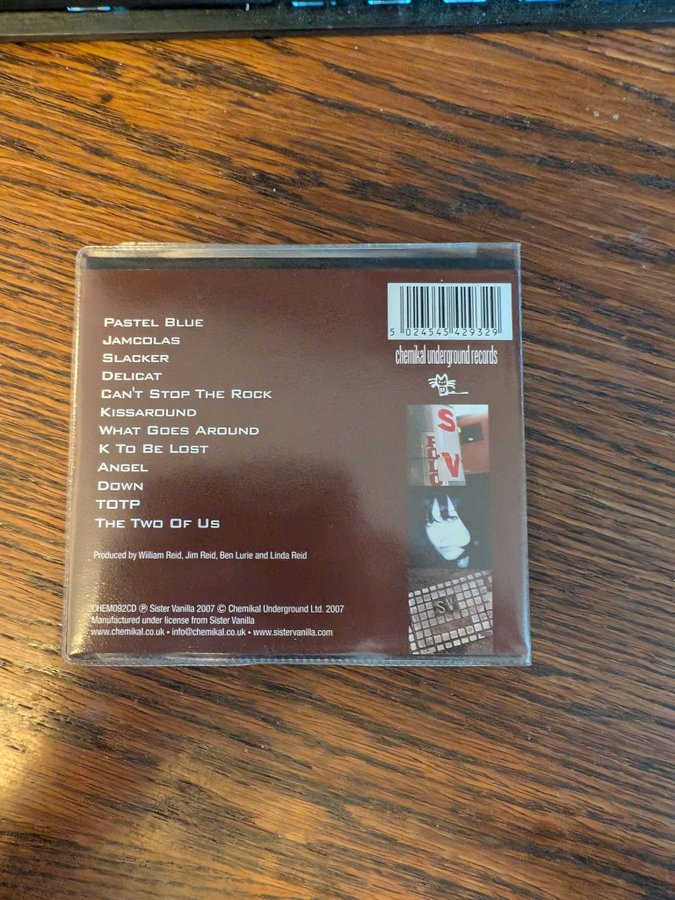 Pastel Blue
Jamcolas
Slacker
Delicat
Can't Stop The Rock
Kissaround
What Goes Around
K To Be Lost
Angel
Down
TOTP
The Two Of Us
Produced by Wiiliam Reid, Jim Reid, Ben Lurie and Linda Reid
CHEM092CD ℗ Sister Vanilla 2007 © Chemikal Underground Ltd. 2007
Manufactured under license from Sister Vanilla
www.chemikal.co.uk • info@chemikal.co.uk • www.sistervanilla.com
5 024545 429329
chemikal underground records
S.
V
SV